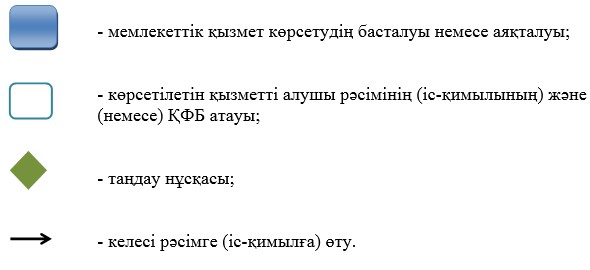 - мемлекеттік қызмет көрсетудің басталуы немесе аяқталуы;
- көрсетілетін қызметті алушы рәсімінің (іс-қимылының) және
(немесе) ҚФБ атауы;
- таңдау нұсқасы;
- келесі рәсімге (іс-қимылға) өту.